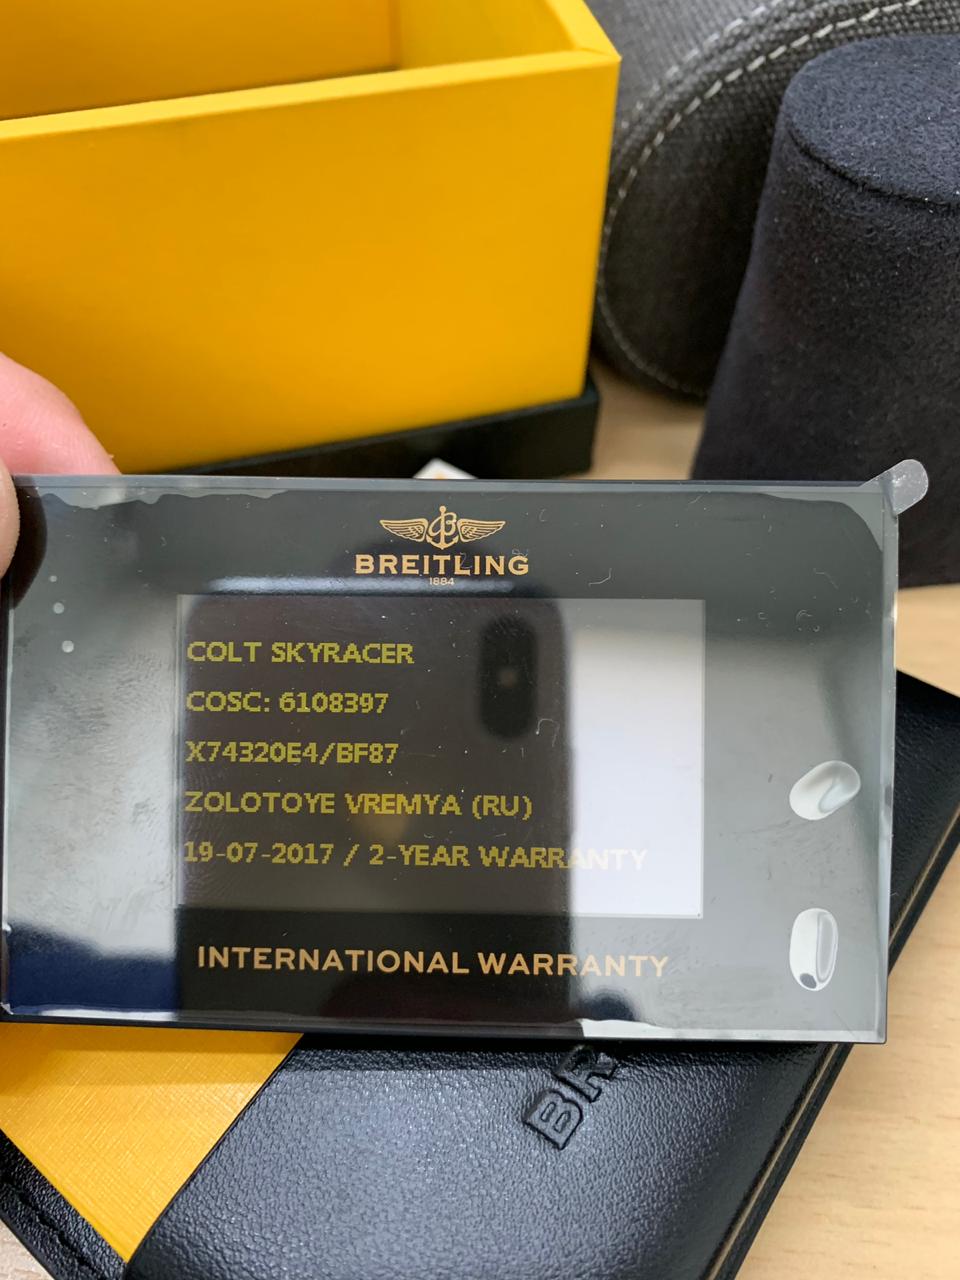 BREITLING
1884
COLT SKYRACER
COSC: 6108397
X74320E4/BF87
ZOLOTOYE VREMYA (RU)
19-07-2017 / 2-YEAR WARRANTY
INTERNATIONAL WARRANTY